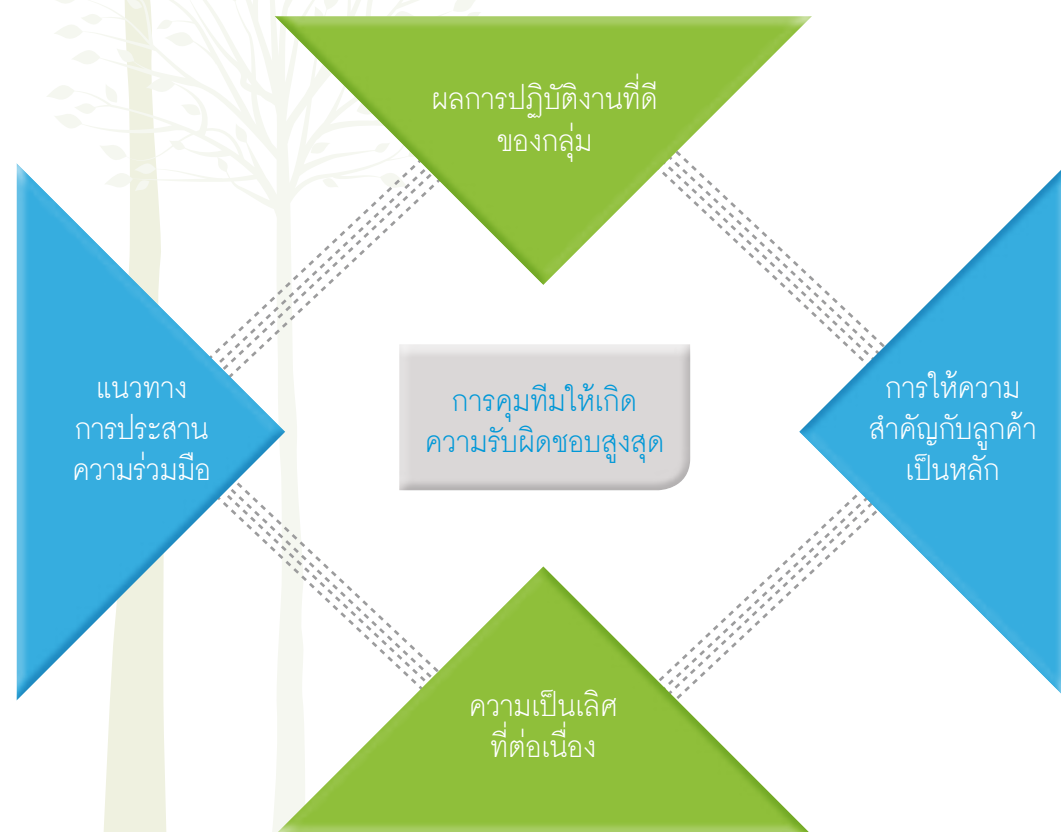 ผลการปฏิบัติงานที่ดี
ของกลุ่ม
แนวทาง
การประสาน
ความร่วมมือ
การคุมทีมให้เกิด
ความรับผิดชอบสูงสุด
การให้ความ
สำคัญกับลูกค้า
เป็นหลัก
ความเป็นเลิศ
ที่ต่อเนื่อง